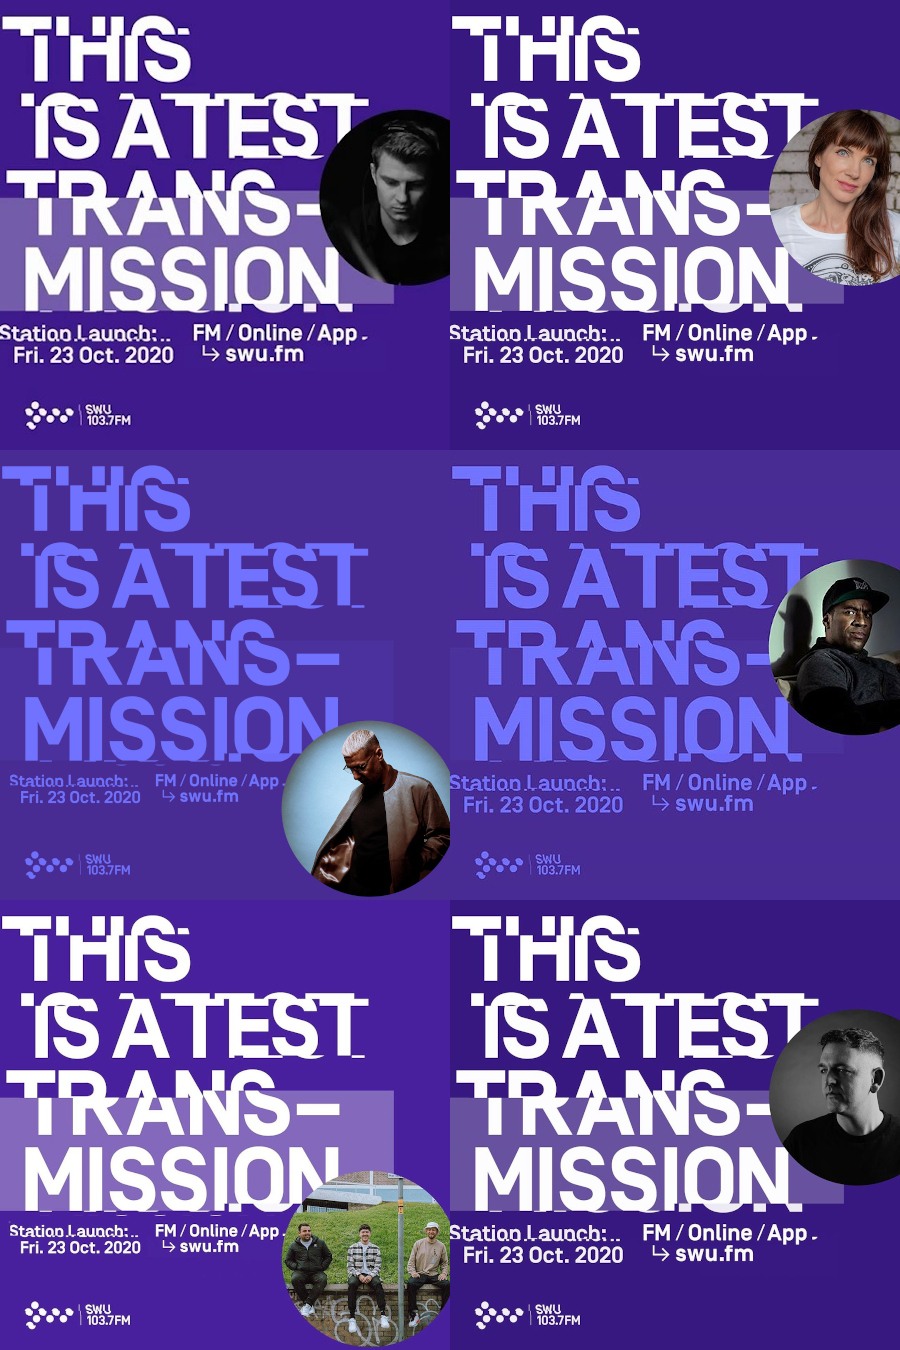 THIS
IS A TEST
TRANS-
MISSION
Station Launch:
Fri. 23 Oct. 2020
FM / Online / App
↳ swu.fm
SWU
103.7FM
THIS
IS A TEST
TRANS-
MISSION
Station Launch:
Fri. 23 Oct. 2020
FM / Online / App
↳ swu.fm
SWU
103.7FM
THIS
IS A TEST
TRANS-
MISSION
Station Launch:
Fri. 23 Oct. 2020
FM / Online / App
↳ swu.fm
SWU
103.7FM
THIS
IS A TEST
TRANS-
MISSION
Station Launch:
Fri. 23 Oct. 2020
FM / Online / App
↳ swu.fm
SWU
103.7FM
THIS
IS A TEST
TRANS-
MISSION
Station Launch:
Fri. 23 Oct. 2020
FM / Online / App
↳ swu.fm
SWU
103.7FM
THIS
IS A TEST
TRANS-
MISSION
Station Launch:
Fri. 23 Oct. 2020
FM / Online / App
↳ swu.fm
SWU
103.7FM